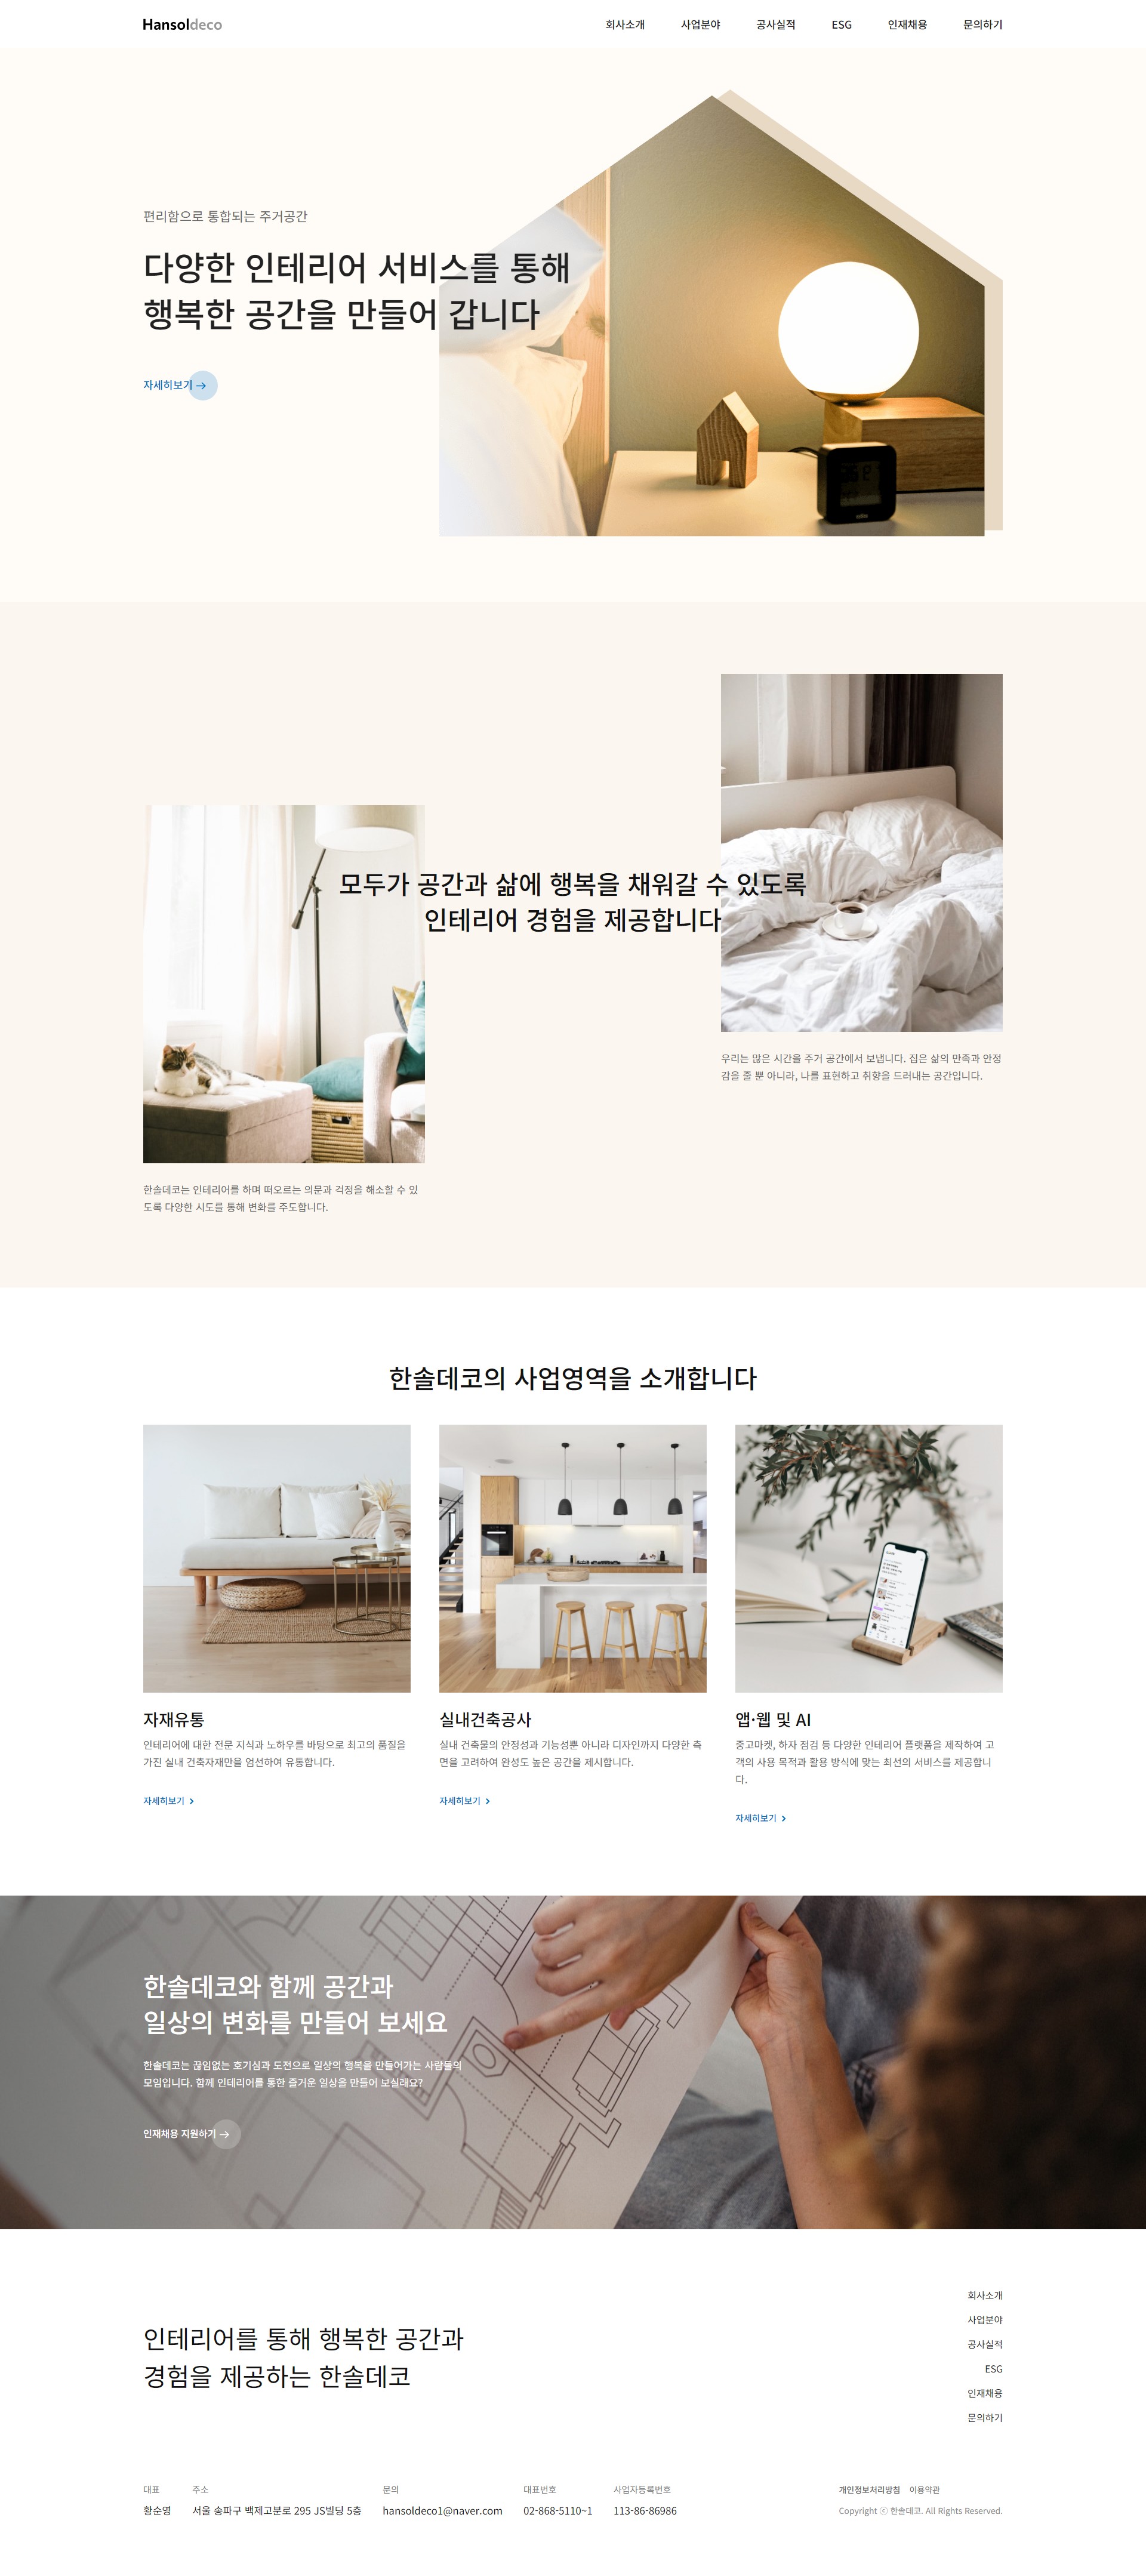 Hansoldeco
회사소개 사업분야 공사실적 ESG 인재채용 문의하기
편리함으로 통합되는 주거공간
다양한 인테리어 서비스를 통해
행복한 공간을 만들어 갑니다
자세히보기
모두가 공간과 삶에 행복을 채워갈 수 있도록
인테리어 경험을 제공합니다
우리는 많은 시간을 주거 공간에서 보냅니다. 집은 삶의 만족과 안정
감을 줄 뿐 아니라, 나를 표현하고 취향을 드러내는 공간입니다.
한솔데코는 인테리어를 하며 떠오르는 의문과 걱정을 해소할 수 있
도록 다양한 시도를 통해 변화를 주도합니다.
한솔데코의 사업영역을 소개합니다
자재유통
인테리어에 대한 전문 지식과 노하우를 바탕으로 최고의 품질을
가진 실내 건축자재만을 엄선하여 유통합니다.
자세히보기
실내건축공사
실내 건축물의 안정성과 기능성뿐 아니라 디자인까지 다양한 측
면을 고려하여 완성도 높은 공간을 제시합니다.
자세히보기
앱·웹 및 AI
중고마켓, 하자 점검 등 다양한 인테리어 플랫폼을 제작하여 고
객의 사용 목적과 활용 방식에 맞는 최선의 서비스를 제공합니
다.
자세히보기
한솔데코와 함께 공간과
일상의 변화를 만들어 보세요
한솔데코는 끊임없는 호기심과 도전으로 일상의 행복을 만들어가는 사람들의
모임입니다. 함께 인테리어를 통한 즐거운 일상을 만들어 보실래요?
인재채용 지원하기
인테리어를 통해 행복한 공간과
경험을 제공하는 한솔데코
회사소개
사업분야
공사실적
ESG
인재채용
문의하기
대표 주소 문의 대표번호 사업자등록번호
황순영 서울 송파구 백제고분로 295 JS빌딩 5층 hansoldeco1@naver.com 02-868-5110~1 113-86-86986
개인정보처리방침 이용약관
Copyright ⓒ 한솔데코. All Rights Reserved.